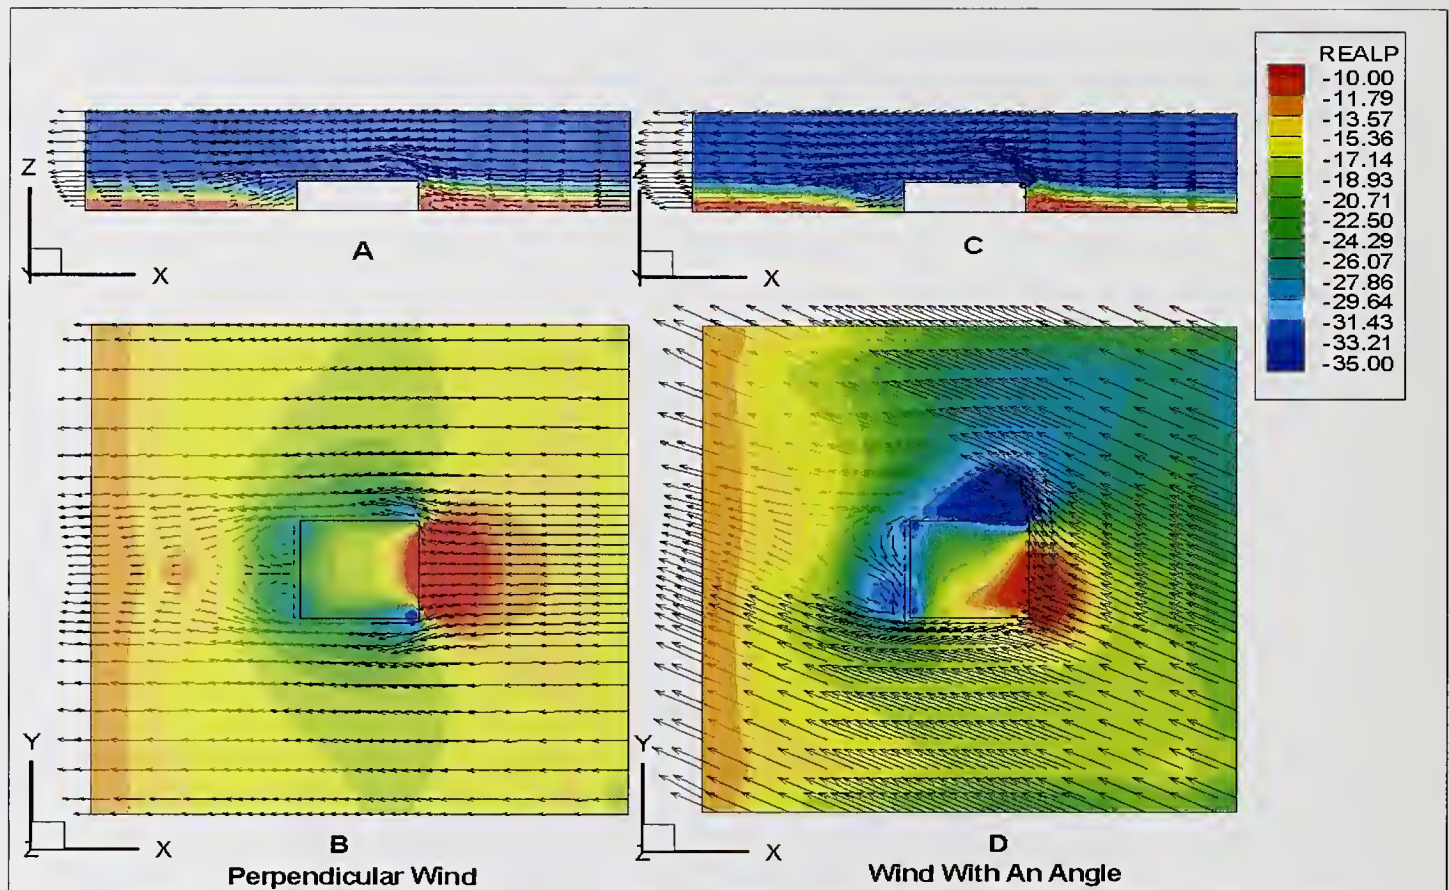 REALP
-10.00
-11.79
-13.57
-15.36
-17.14
-18.93
-20.71
-22.50
-24.29
-26.07
-27.86
-29.64
-31.43
-33.21
-35.00
Z
X
A
X
C
Y
Z
X
B
Perpendicular Wind
Y
Z
X
D
Wind With An Angle